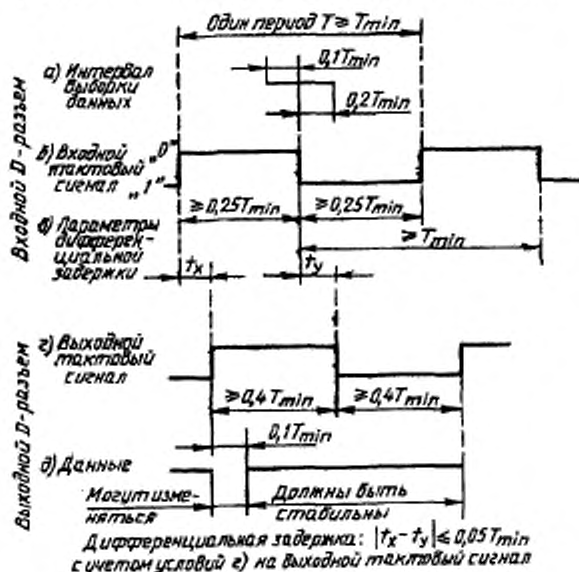 Один период T ⩾ Tmin
0,1Tmin
а) Интервал
выборки
данных
0,2Tmin
Входной D-разъем
б) Входной „0"
тактовый
сигнал „1"
⩾0,25Tmin
⩾0,25Tmin
в) Параметры
дифферен-
циальной
задержки
⩾ Tmin
tx
ty
Выходной D-разъем
г) Выходной
тактовый
сигнал
⩾0,4Tmin
⩾0,4Tmin
0,1Tmin
д) Данные
Могут изме-
няться
Должны быть
стабильны
Дифференциальная задержка: |tx- ty|⩽ 0,05Tmin
с учетом условий г) на выходной тактовый сигнал